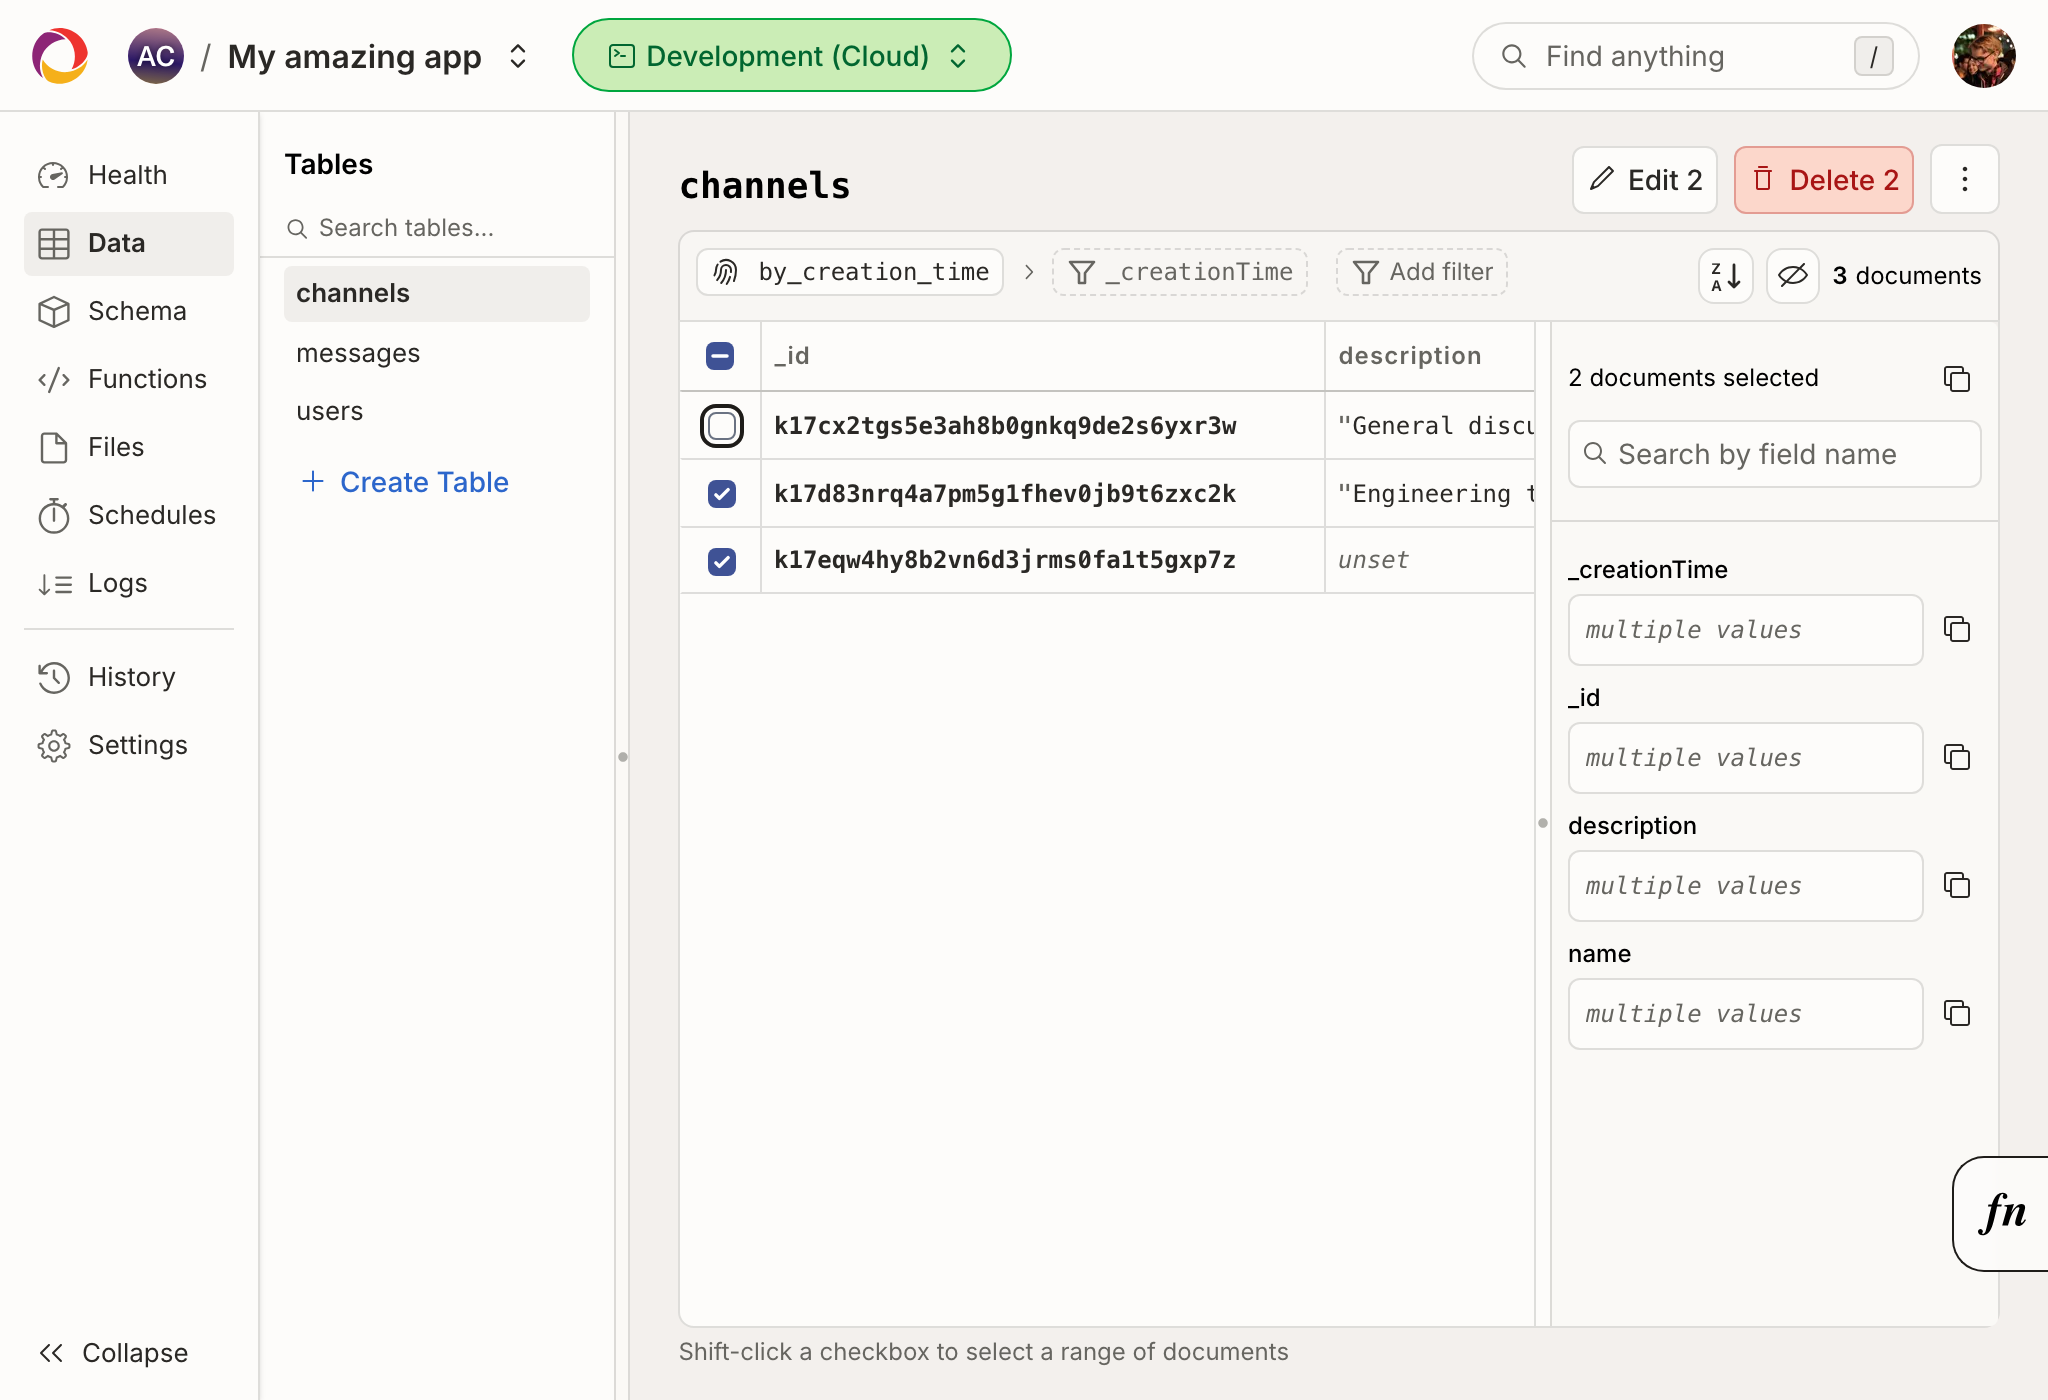 AC / My amazing app
Development (Cloud)
Find anything /
Health
Data
Schema
Functions
Files
Schedules
Logs
History
Settings
Collapse
Tables
Search tables...
channels
messages
users
+ Create Table
channels
Edit 2
Delete 2
by_creation_time > _creationTime Add filter
ZA 3 documents
_id description
k17cx2tgs5e3ah8b0gnkq9de2s6yxr3w "General discu
k17d83nrq4a7pm5g1fhev0jb9t6zxc2k "Engineering t
k17eqw4hy8b2vn6d3jrms0fa1t5gxp7z unset
2 documents selected
Search by field name
_creationTime
multiple values
_id
multiple values
description
multiple values
name
multiple values
fn
Shift-click a checkbox to select a range of documents